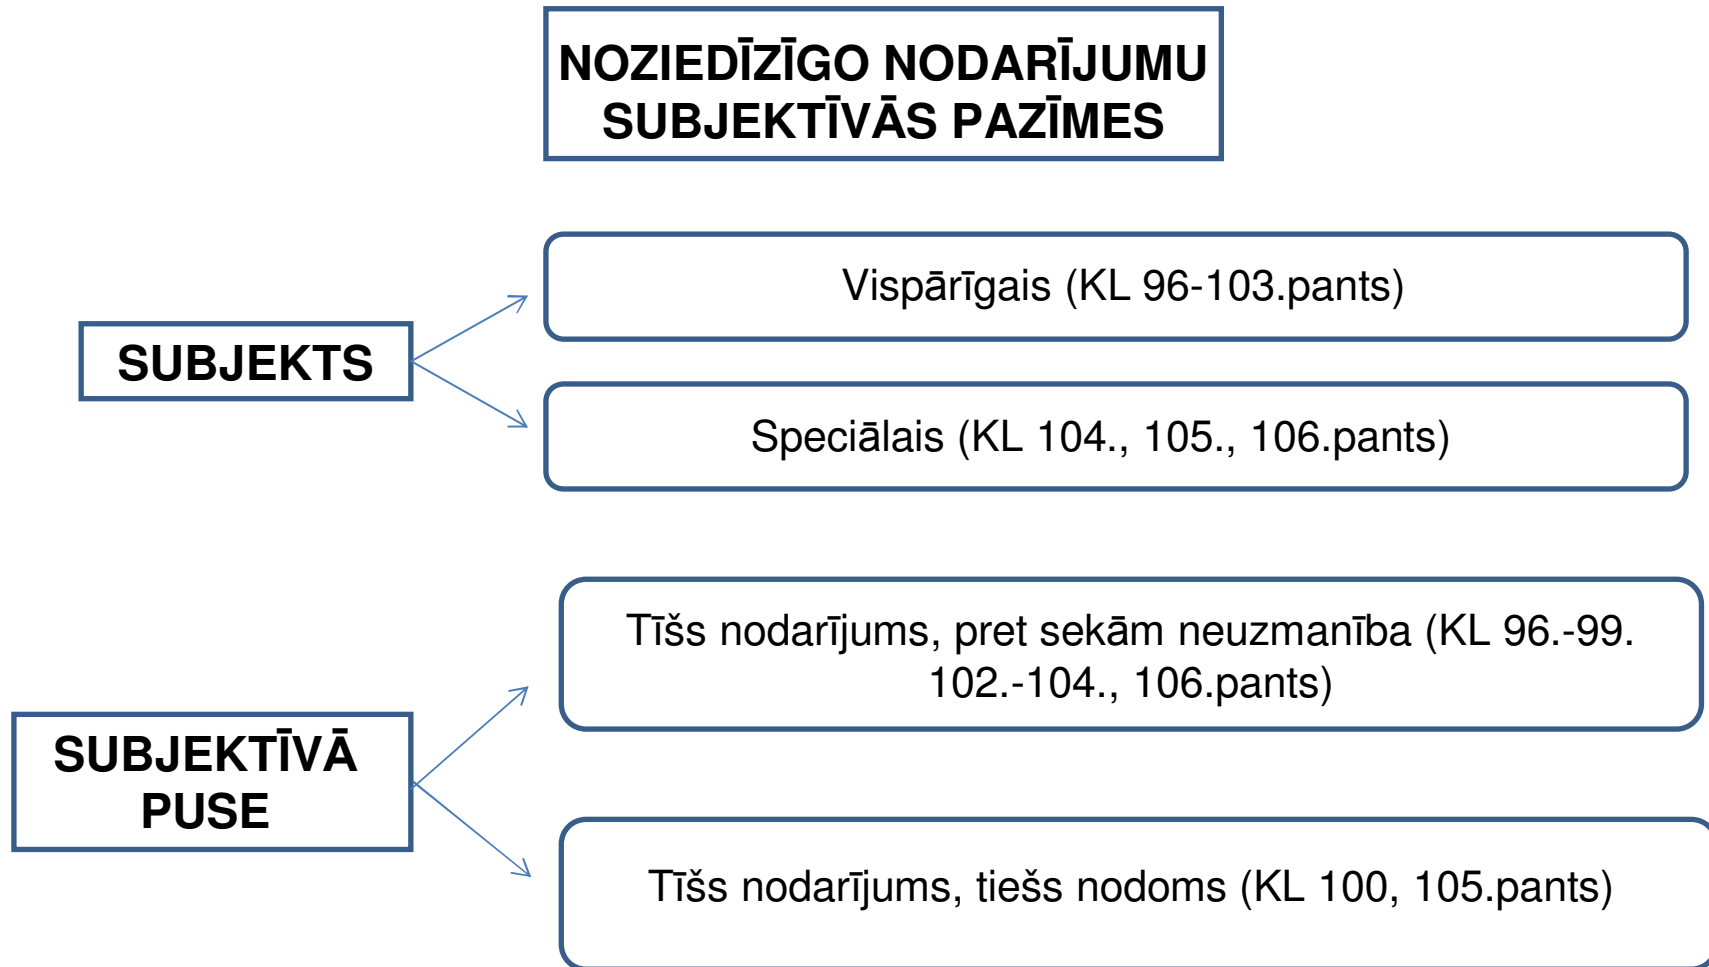 NOZIEDĪZĪGO NODARĪJUMU
SUBJEKTĪVĀS PAZĪMES
Vispārīgais (KL 96-103.pants)
SUBJEKTS
Speciālais (KL 104., 105., 106.pants)
Tīšs nodarījums, pret sekām neuzmanība (KL 96.-99.
102.-104., 106.pants)
SUBJEKTĪVĀ
PUSE
Tīšs nodarījums, tiešs nodoms (KL 100, 105.pants)